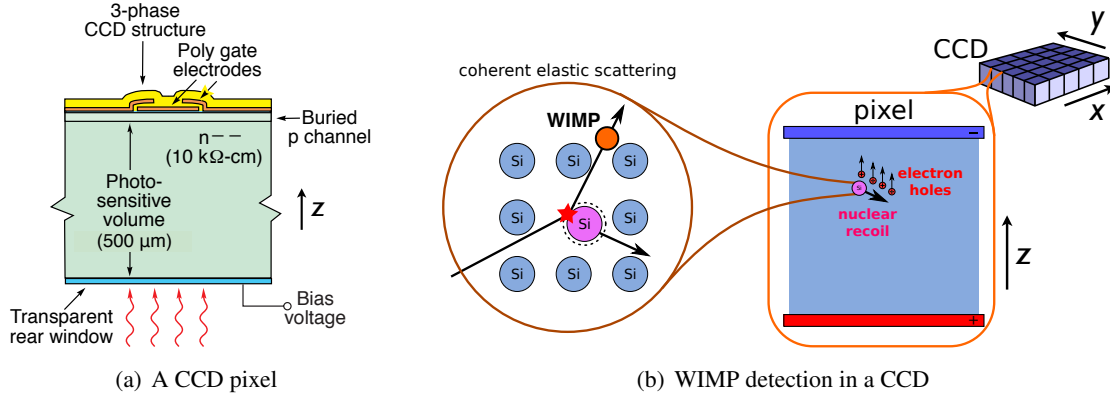 3-phase
CCD structure
Poly gate
electrodes
Buried
p channel
n− −
(10 kΩ-cm)
Photo-
sensitive
volume
(500 µm)
z
Transparent
rear window
Bias
voltage
(a) A CCD pixel
coherent elastic scattering
WIMP
Si Si Si
Si Si Si
Si Si Si
CCD
y
x
pixel
−
Si
electron
holes
nuclear
recoil
z
+
(b) WIMP detection in a CCD